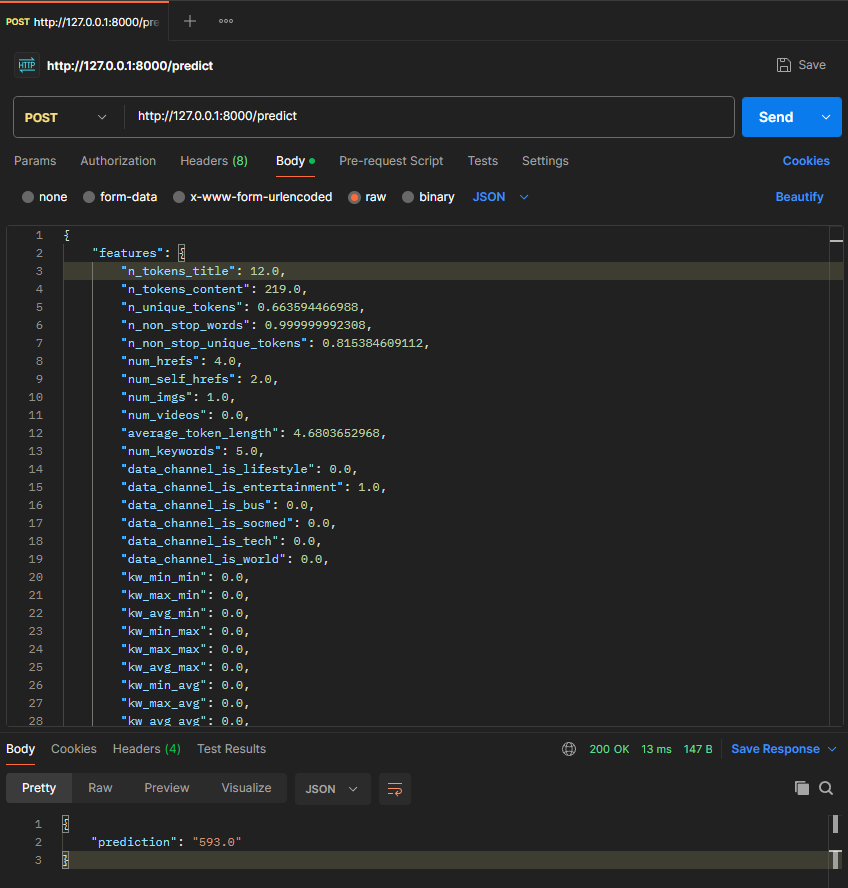 POST http://127.0.0.1:8000/pre
HTTP http://127.0.0.1:8000/predict Save
POST http://127.0.0.1:8000/predict Send
Params Authorization Headers (8) Body Pre-request Script Tests Settings Cookies
none form-data x-www-form-urlencoded raw binary JSON Beautify
1 {
2 "features": {
3 "n_tokens_title": 12.0,
4 "n_tokens_content": 219.0,
5 "n_unique_tokens": 0.663594466988,
6 "n_non_stop_words": 0.999999992308,
7 "n_non_stop_unique_tokens": 0.815384609112,
8 "num_hrefs": 4.0,
9 "num_self_hrefs": 2.0,
10 "num_imgs": 1.0,
11 "num_videos": 0.0,
12 "average_token_length": 4.6803652968,
13 "num_keywords": 5.0,
14 "data_channel_is_lifestyle": 0.0,
15 "data_channel_is_entertainment": 1.0,
16 "data_channel_is_bus": 0.0,
17 "data_channel_is_socmed": 0.0,
18 "data_channel_is_tech": 0.0,
19 "data_channel_is_world": 0.0,
20 "kw_min_min": 0.0,
21 "kw_max_min": 0.0,
22 "kw_avg_min": 0.0,
23 "kw_min_max": 0.0,
24 "kw_max_max": 0.0,
25 "kw_avg_max": 0.0,
26 "kw_min_avg": 0.0,
27 "kw_max_avg": 0.0,
28 "kw_avg_avg": 0.0,
Body Cookies Headers (4) Test Results 200 OK 13 ms 147 B Save Response
Pretty Raw Preview Visualize JSON
1 {
2 "prediction": "593.0"
3 }